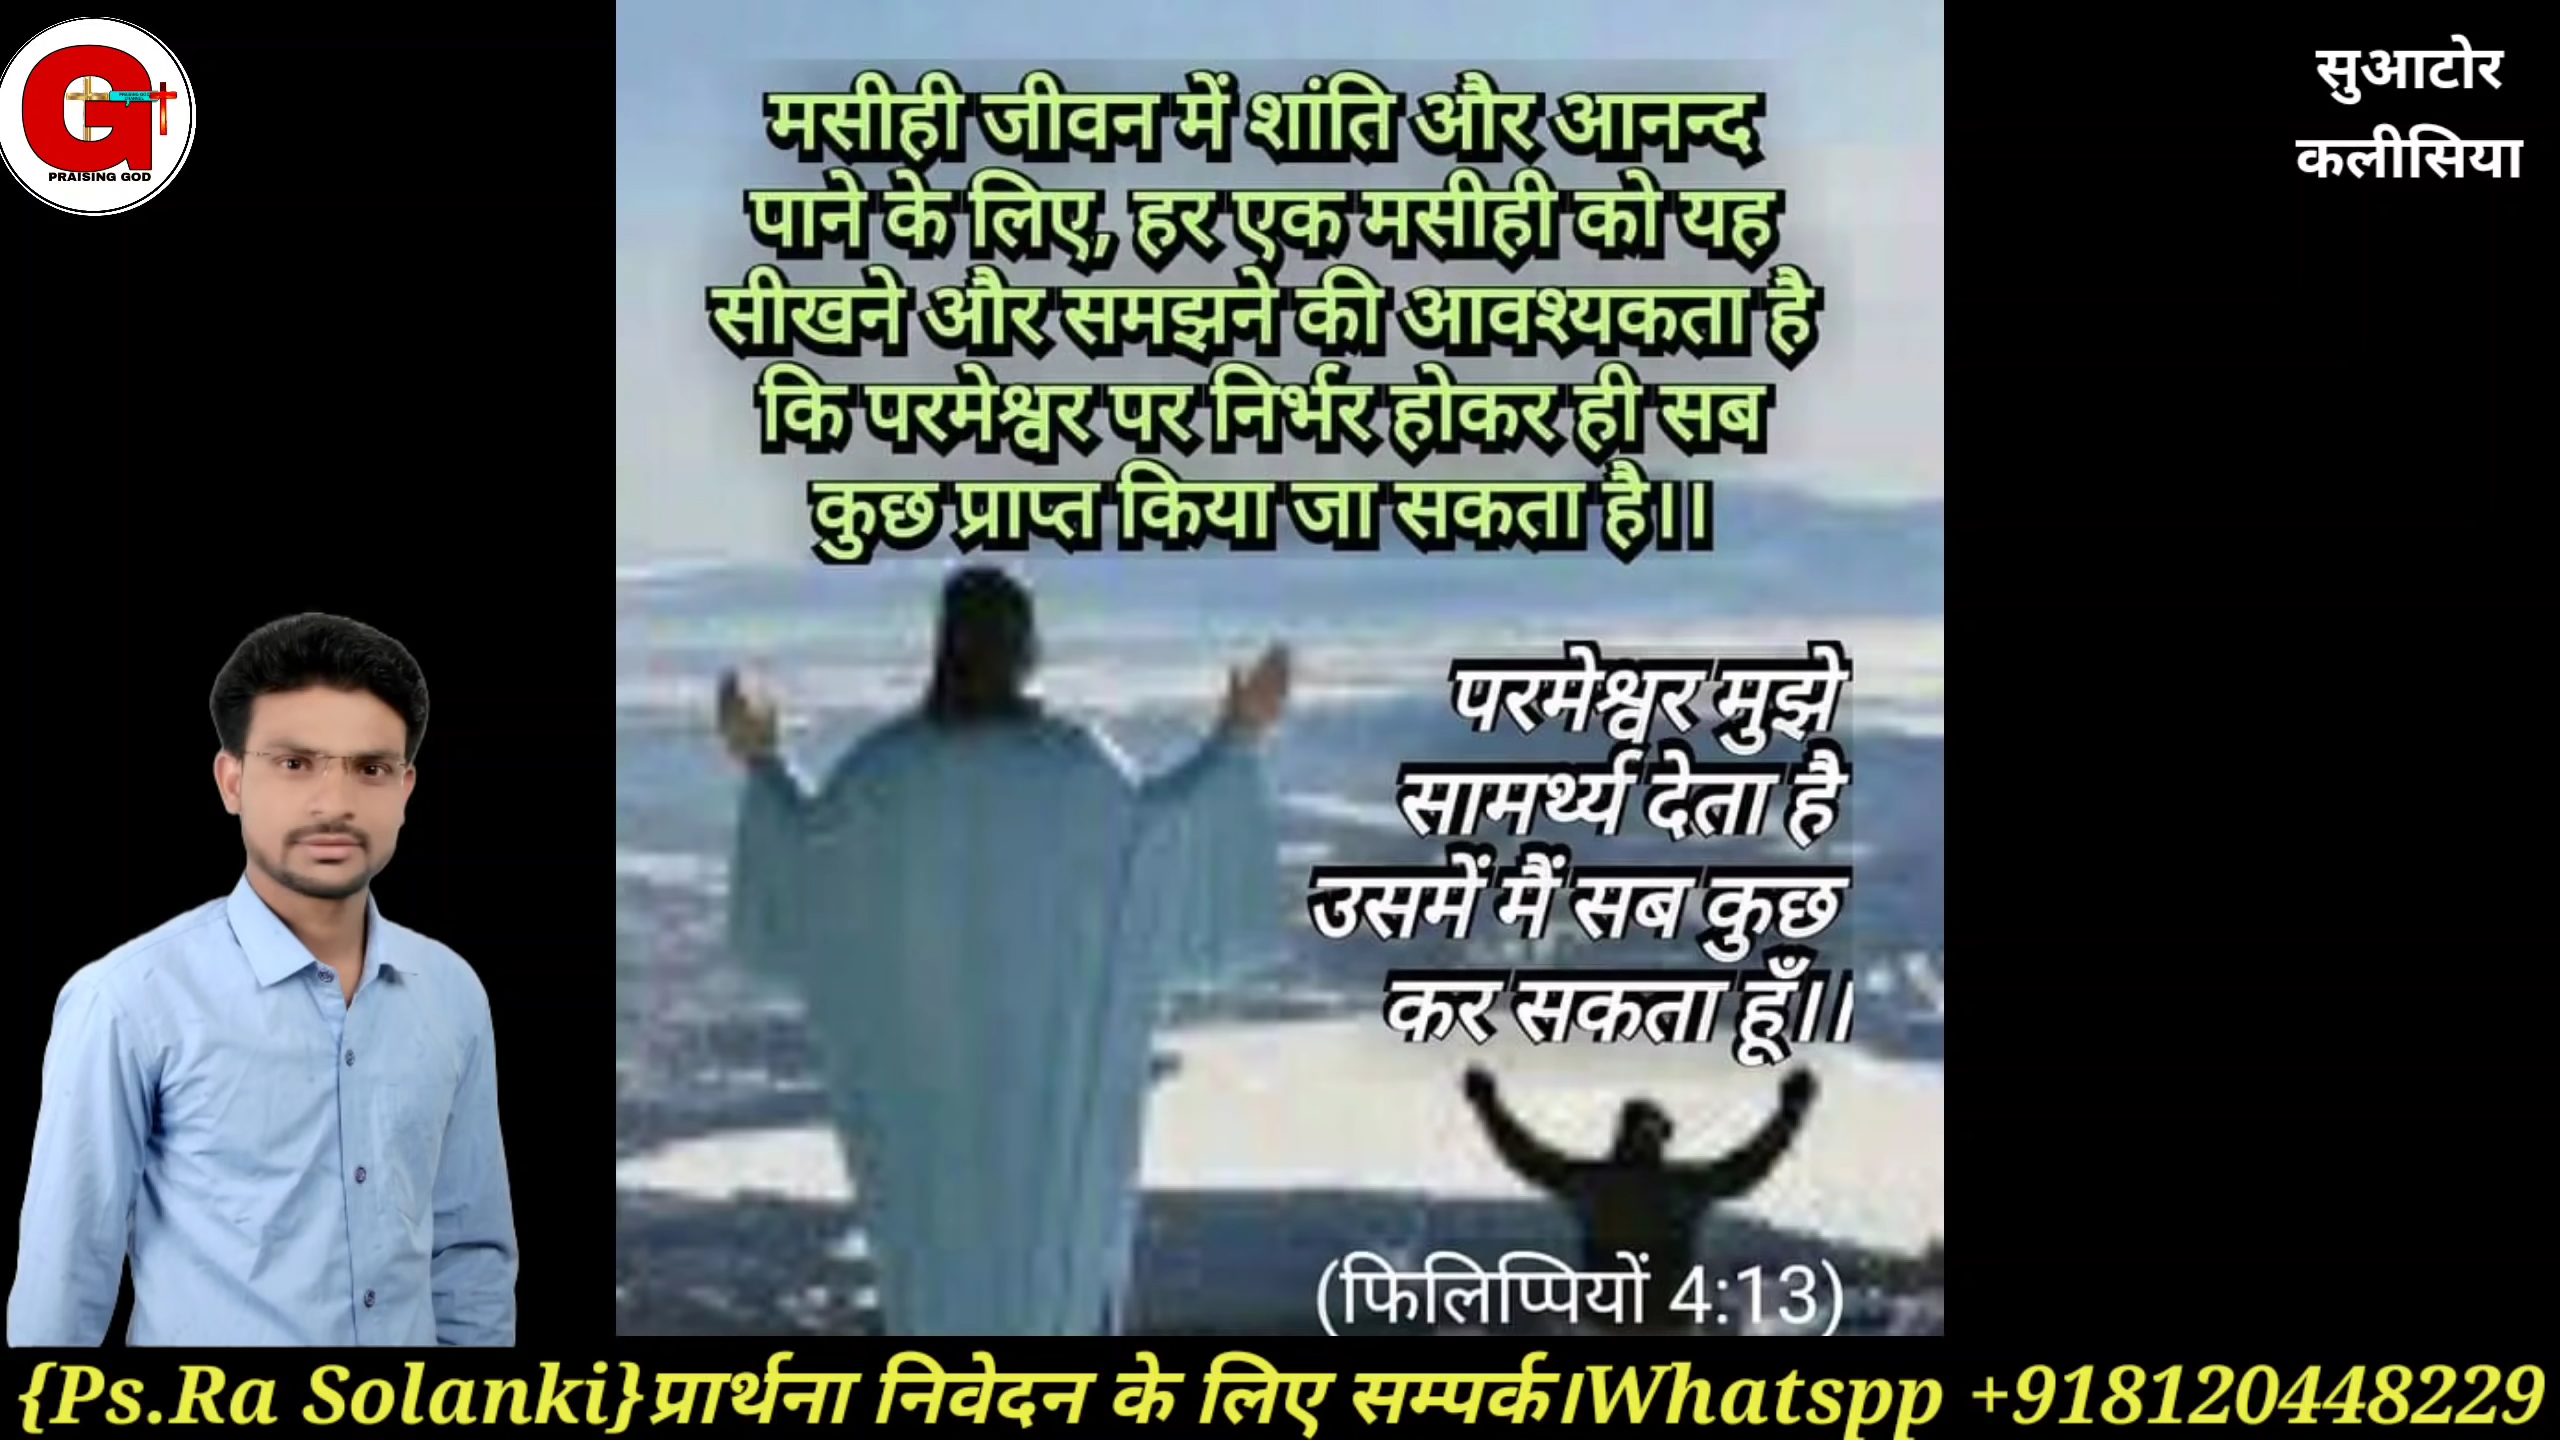 PRAISING GOD
सुआटोर
कलीसिया
मसीही जीवन में शांति और आनन्द
पाने के लिए, हर एक मसीही को यह
सीखने और समझने की आवश्यकता है
कि परमेश्वर पर निर्भर होकर ही सब
कुछ प्राप्त किया जा सकता है।।
परमेश्वर मुझे
सामर्थ्य देता है
उसमें मैं सब कुछ
कर सकता हूँ।।
(फिलिप्पियों 4:13)
{Ps.Ra Solanki}प्रार्थना निवेदन के लिए सम्पर्क।Whatspp +918120448229